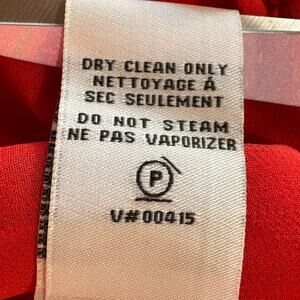 DRY CLEAN ONLY
NETTOYAGE À
SEC SEULEMENT
DO NOT STEAM
NE PAS VAPORIZER
P
V#00415